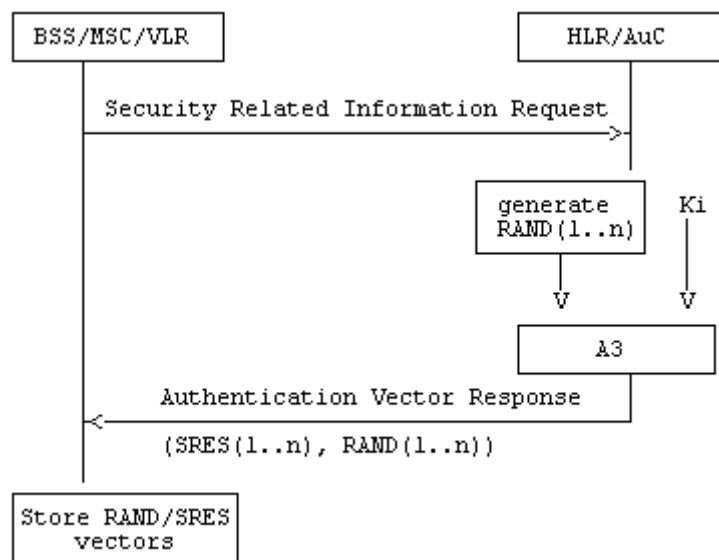 BSS/MSC/VLR
HLR/AuC
Security Related Information Request
generate
RAND(1..n)
Ki
V
V
A3
Authentication Vector Response
(SRES(1..n), RAND(1..n))
Store RAND/SRES
vectors